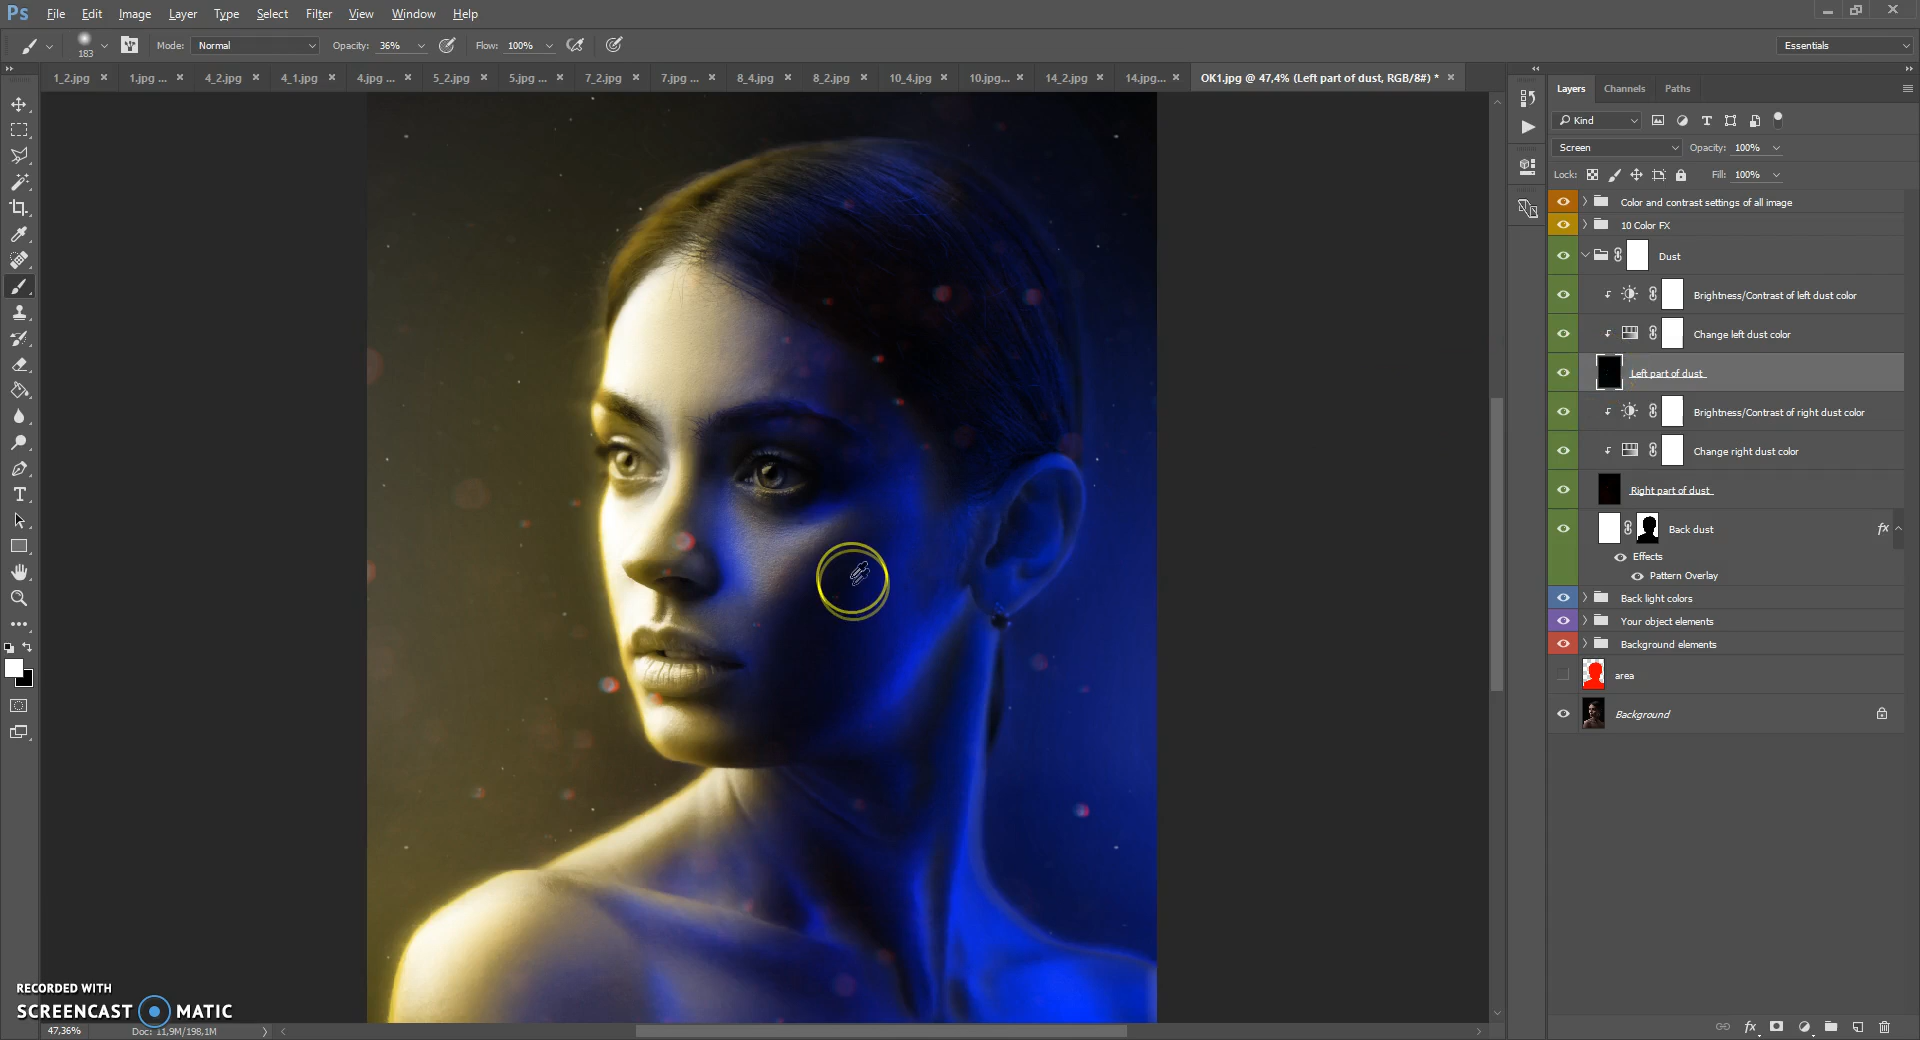 Ps File Edit Image Layer Type Select Filter View Window Help
183 Mode: Normal Opacity: 36% Flow: 100% Essentials
1_2.jpg × 1.jpg ... × 4_2.jpg × 4_1.jpg × 4.jpg ... × 5_2.jpg × 5.jpg ... × 7_2.jpg × 7.jpg ... × 8_4.jpg × 8_2.jpg × 10_4.jpg × 10.jpg... × 14_2.jpg × 14.jpg... × OK1.jpg @ 47,4% (Left part of dust, RGB/8#) * ×
Layers Channels Paths
Kind
Screen Opacity: 100%
Lock: Fill: 100%
Color and contrast settings of all image
10 Color FX
Dust
Brightness/Contrast of left dust color
Change left dust color
Left part of dust
Brightness/Contrast of right dust color
Change right dust color
Right part of dust
Back dust fx
Effects
Pattern Overlay
Back light colors
Your object elements
Background elements
area
Background
RECORDED WITH
SCREENCAST MATIC
47,36% Doc: 11,9M/198,1M
fx